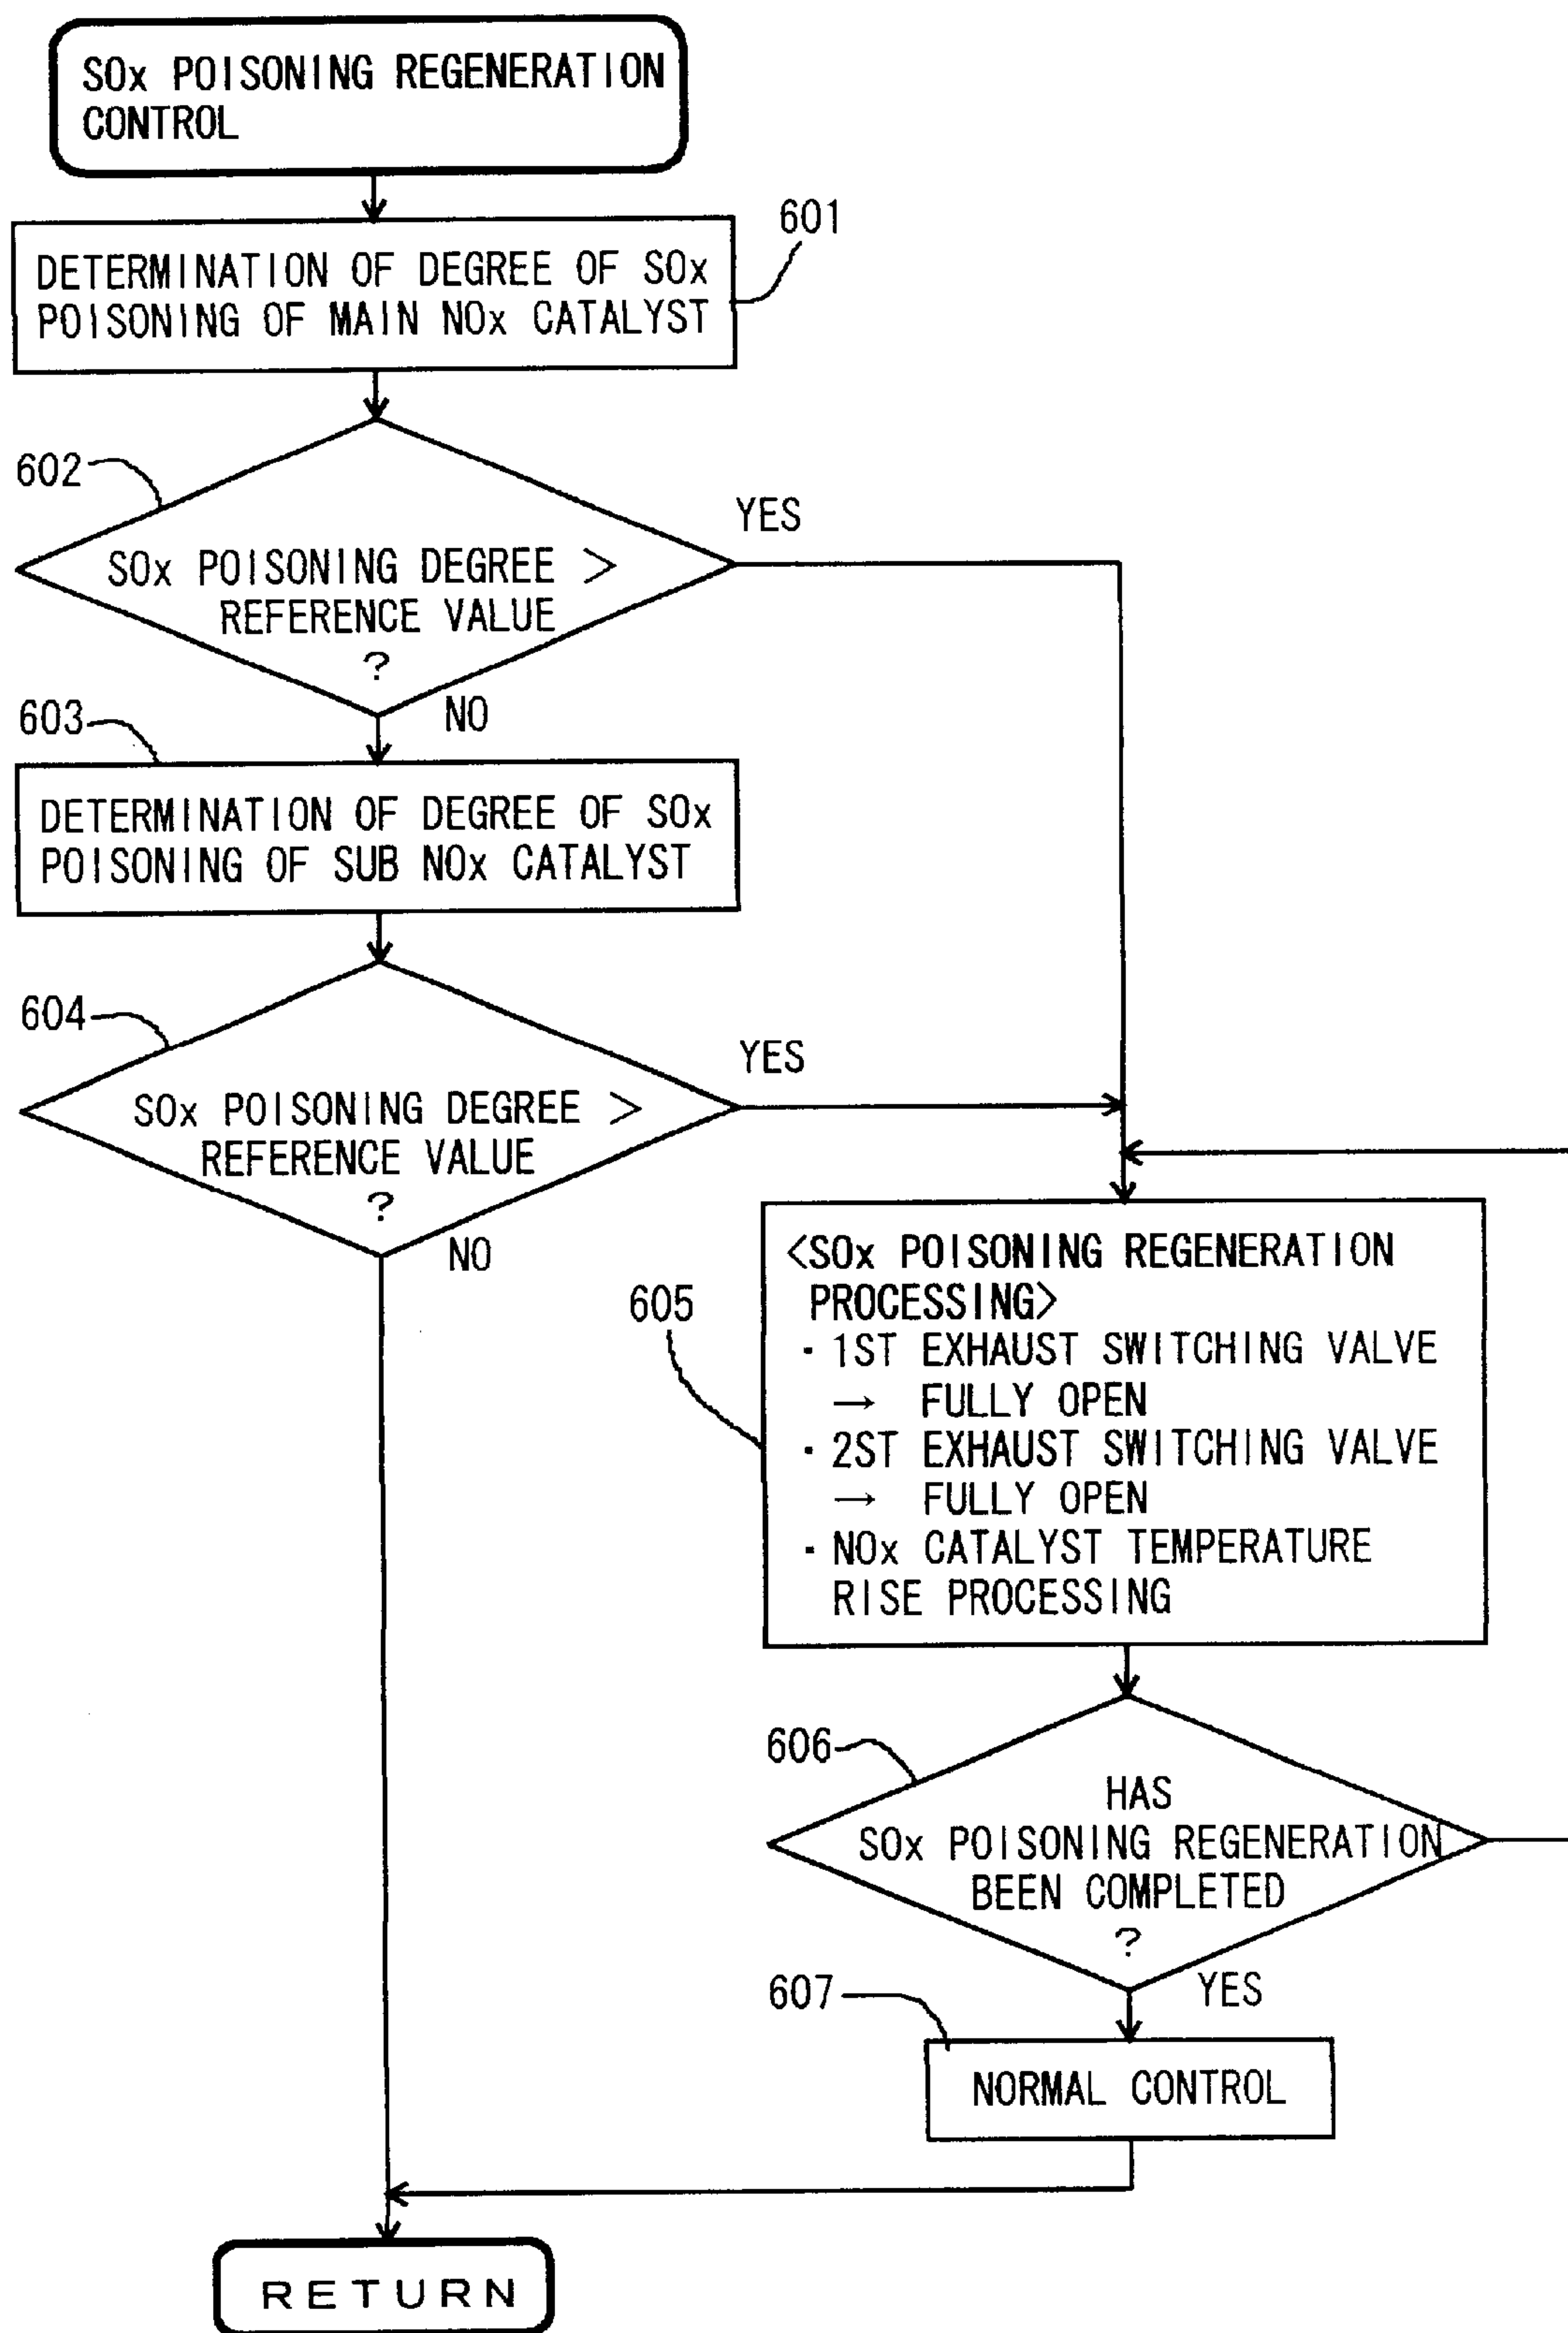 SOx POISONING REGENERATION
CONTROL
601
DETERMINATION OF DEGREE OF SOx
POISONING OF MAIN NOx CATALYST
602
YES
SOx POISONING DEGREE >
REFERENCE VALUE
?
NO
603
DETERMINATION OF DEGREE OF SOx
POISONING OF SUB NOx CATALYST
604
YES
SOx POISONING DEGREE >
REFERENCE VALUE
?
NO
605
<SOx POISONING REGENERATION
PROCESSING>
· 1ST EXHAUST SWITCHING VALVE
→ FULLY OPEN
· 2ST EXHAUST SWITCHING VALVE
→ FULLY OPEN
· NOx CATALYST TEMPERATURE
RISE PROCESSING
606
HAS
SOx POISONING REGENERATION
BEEN COMPLETED
?
YES
607
NORMAL CONTROL
RETURN